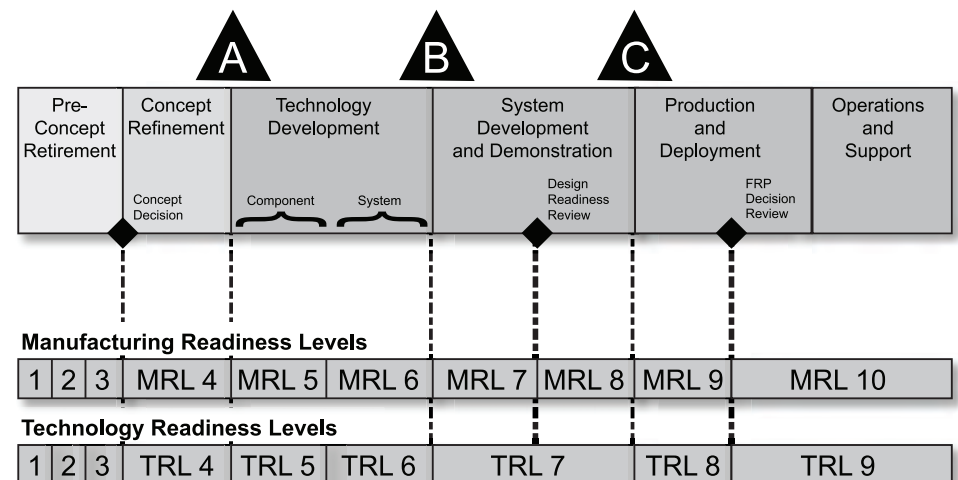 A B C
Pre-
Concept
Retirement
Concept
Refinement
Concept
Decision
Technology
Development
Component System
System
Development
and Demonstration
Design
Readiness
Review
Production
and
Deployment
FRP
Decision
Review
Operations
and
Support
Manufacturing Readiness Levels
1 2 3 MRL 4 MRL 5 MRL 6 MRL 7 MRL 8 MRL 9 MRL 10
Technology Readiness Levels
1 2 3 TRL 4 TRL 5 TRL 6 TRL 7 TRL 8 TRL 9